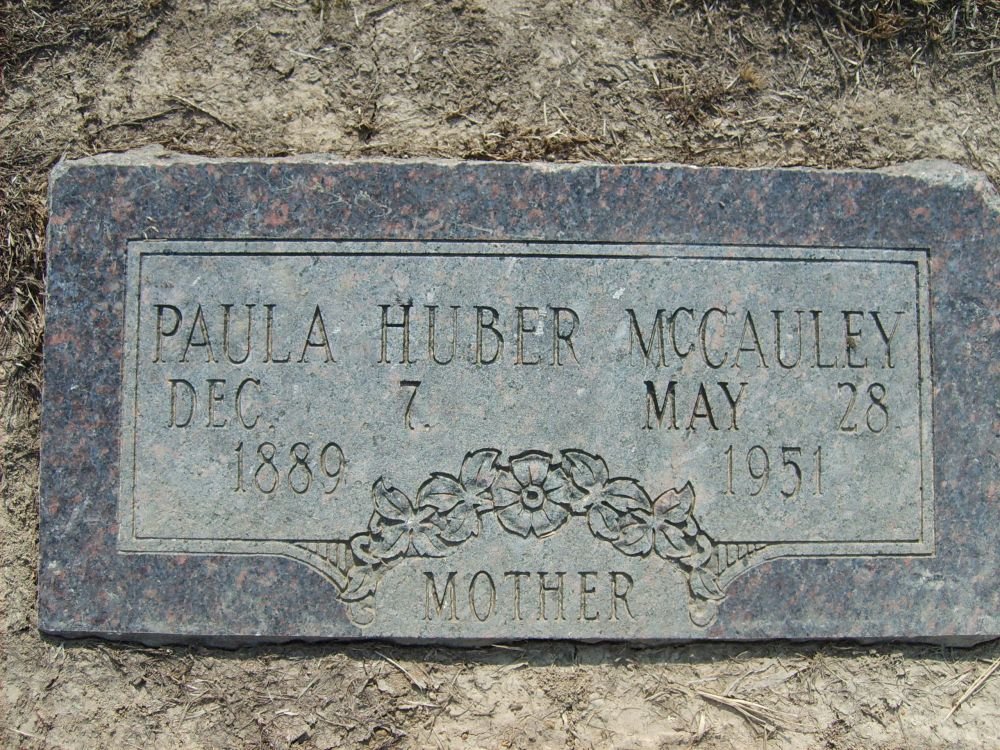 PAULA HUBER McCAULEY
DEC. 7. MAY 28.
1889 1951
MOTHER